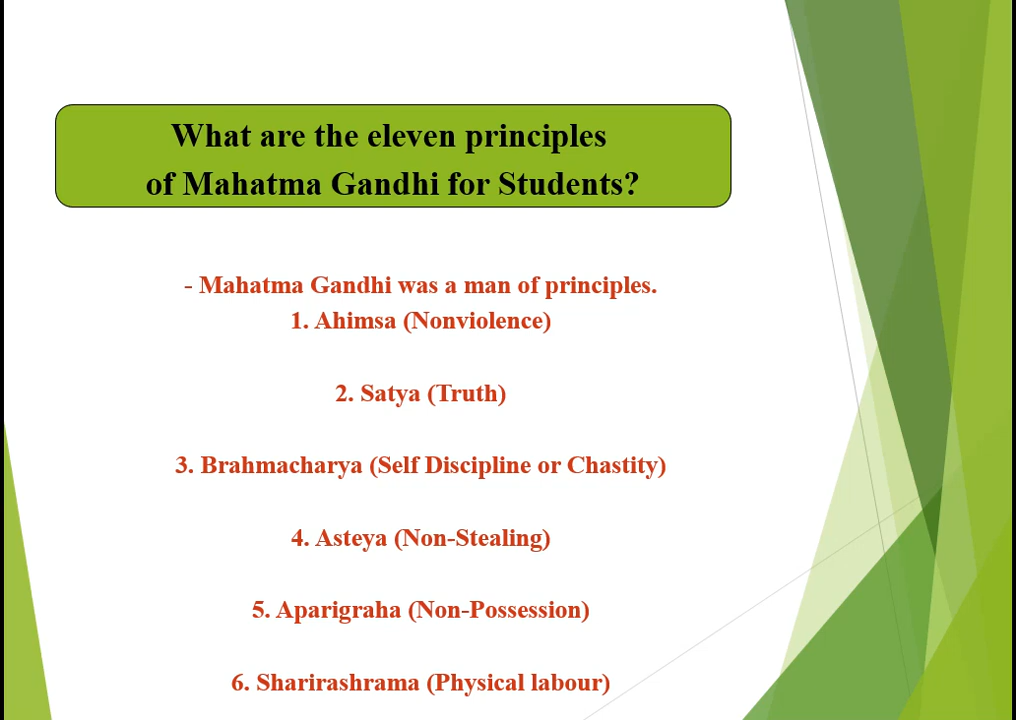 What are the eleven principles
of Mahatma Gandhi for Students?
- Mahatma Gandhi was a man of principles.
1. Ahimsa (Nonviolence)
2. Satya (Truth)
3. Brahmacharya (Self Discipline or Chastity)
4. Asteya (Non-Stealing)
5. Aparigraha (Non-Possession)
6. Sharirashrama (Physical labour)